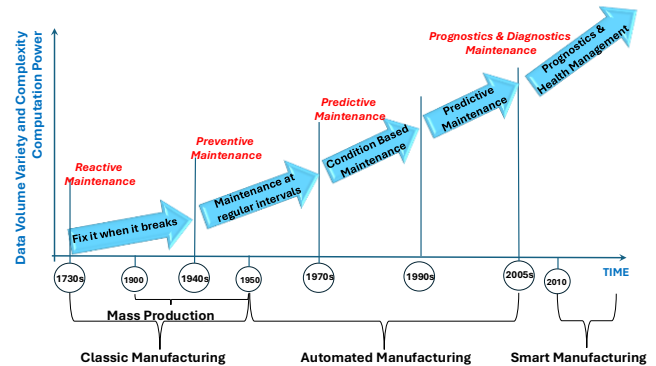 Data Volume Variety and Complexity
Computation Power
Reactive
Maintenance
Preventive
Maintenance
Predictive
Maintenance
Prognostics & Diagnostics
Maintenance
Fix it when it breaks
Maintenance at
regular intervals
Condition Based
Maintenance
Predictive
Maintenance
Prognostics &
Health Management
TIME
1730s
1900
1940s
1950
1970s
1990s
2005s
2010
Mass Production
Classic Manufacturing
Automated Manufacturing
Smart Manufacturing